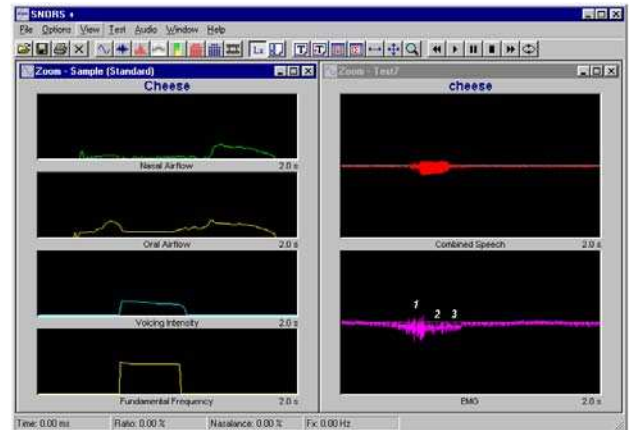 SNORS +
File Options View Test Audio Window Help
Lx
T T
Zoom - Sample (Standard)
Cheese
Nasal Airflow 2.0 s
Oral Airflow 2.0 s
Voicing Intensity 2.0 s
Fundamental Frequency 2.0 s
Zoom - Test7
cheese
Combined Speech 2.0 s
1
2 3
EMG 2.0 s
Time: 0.00 ms Ratio: 0.00 % Nasalance: 0.00 % Fx: 0.00 Hz